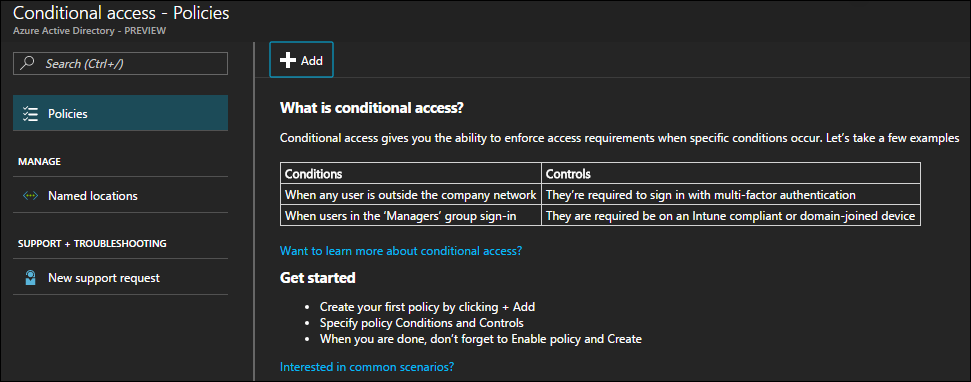 Conditional access - Policies
Azure Active Directory - PREVIEW
Search (Ctrl+/)
Add
Policies
MANAGE
Named locations
SUPPORT + TROUBLESHOOTING
New support request
What is conditional access?
Conditional access gives you the ability to enforce access requirements when specific conditions occur. Let's take a few examples
Conditions Controls
When any user is outside the company network They're required to sign in with multi-factor authentication
When users in the 'Managers' group sign-in They are required be on an Intune compliant or domain-joined device
Want to learn more about conditional access?
Get started
• Create your first policy by clicking + Add
• Specify policy Conditions and Controls
• When you are done, don't forget to Enable policy and Create
Interested in common scenarios?